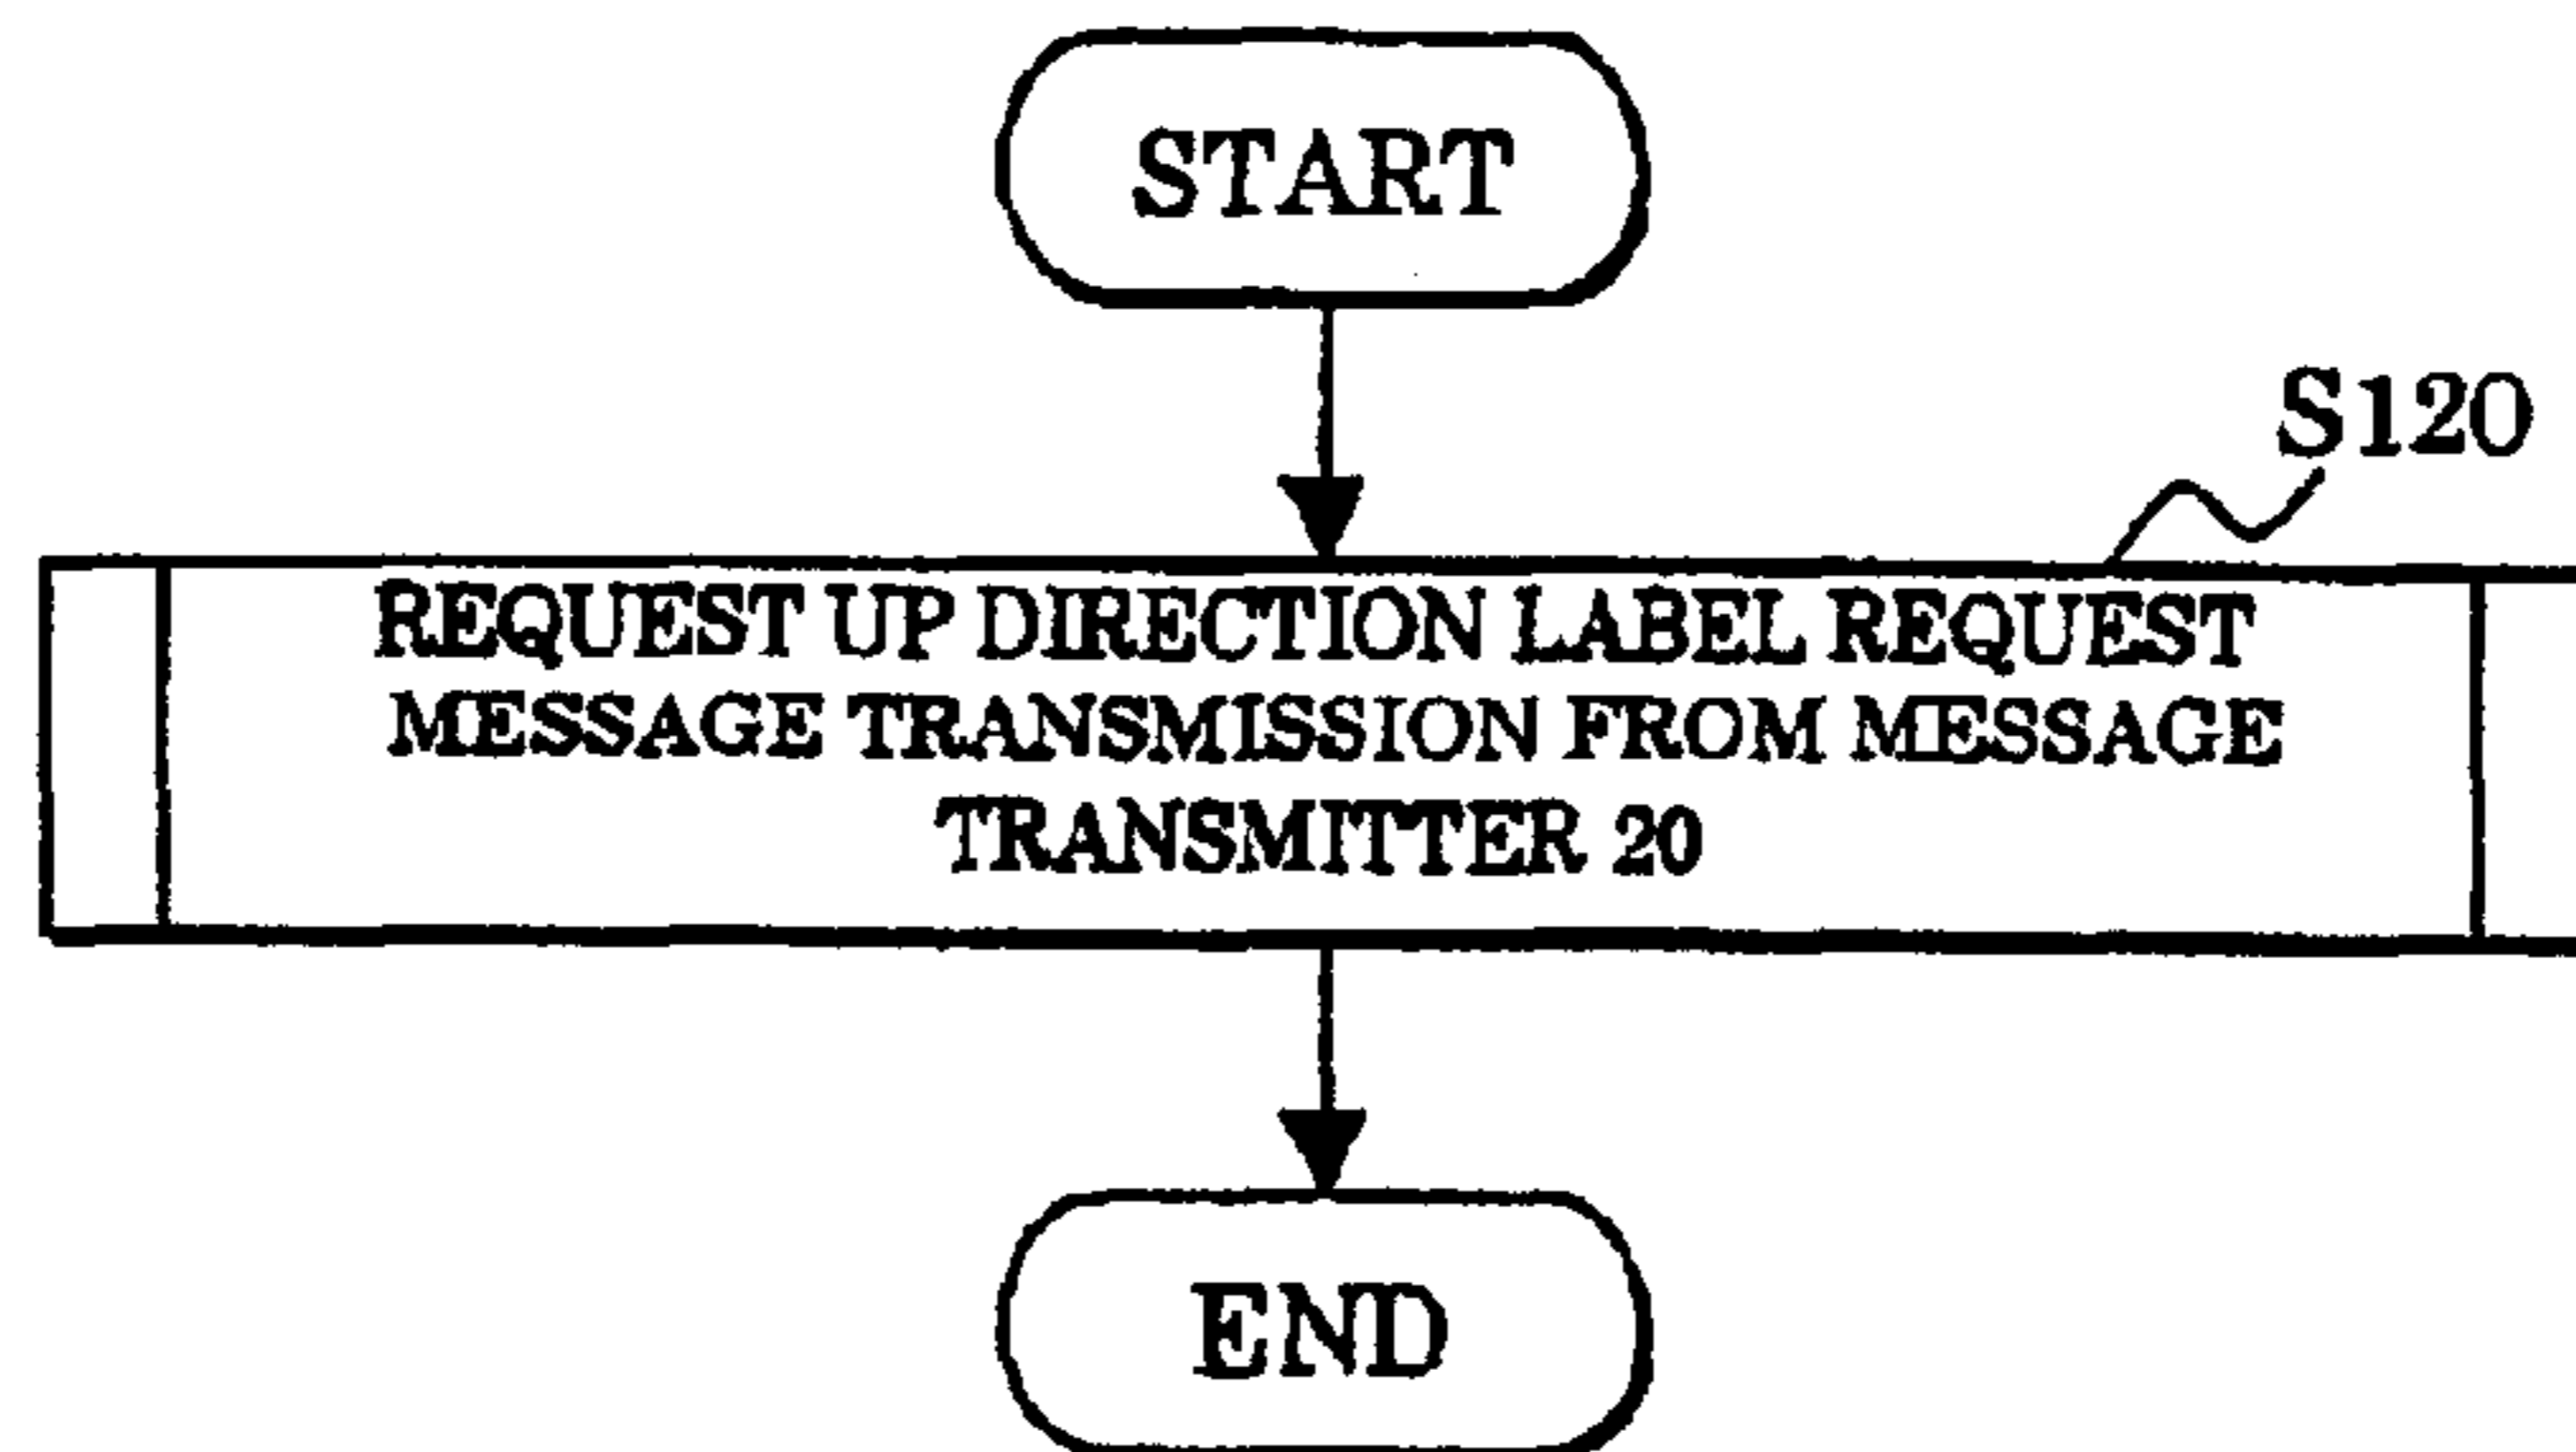 START
S120
REQUEST UP DIRECTION LABEL REQUEST
MESSAGE TRANSMISSION FROM MESSAGE
TRANSMITTER 20
END